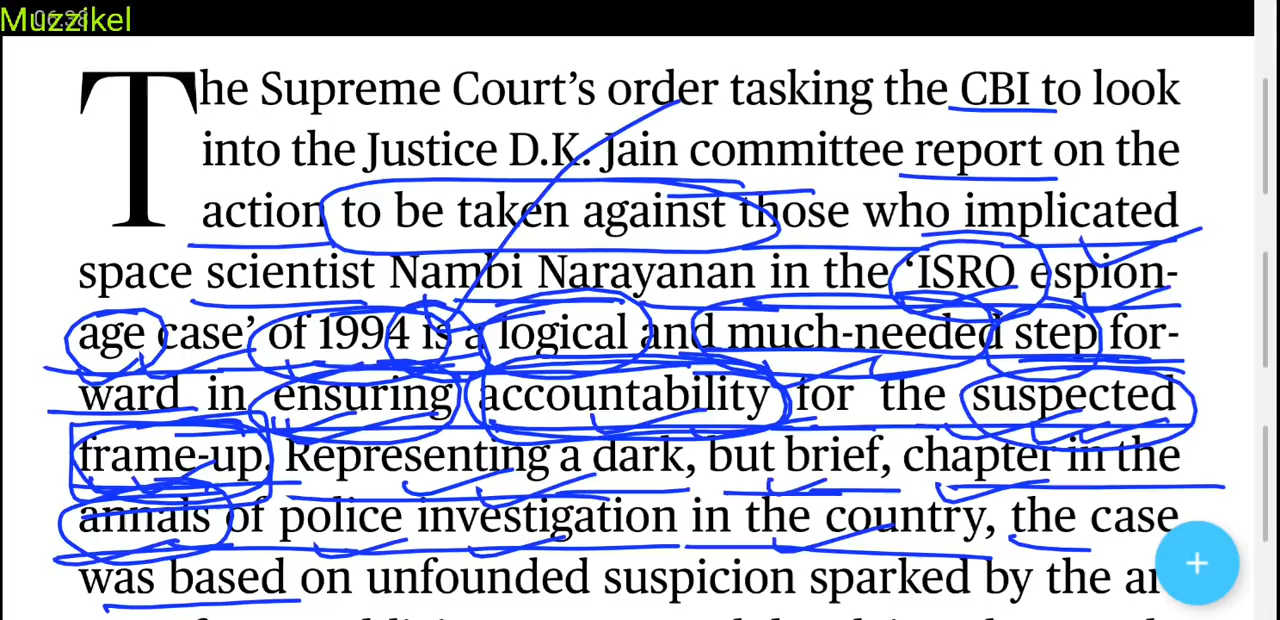 Muzzikel
06:38
The Supreme Court’s order tasking the CBI to look
into the Justice D.K. Jain committee report on the
action to be taken against those who implicated
space scientist Nambi Narayanan in the ‘ISRO espion-
age case’ of 1994 is a logical and much-needed step for-
ward in ensuring accountability for the suspected
frame-up. Representing a dark, but brief, chapter in the
annals of police investigation in the country, the case
was based on unfounded suspicion sparked by the